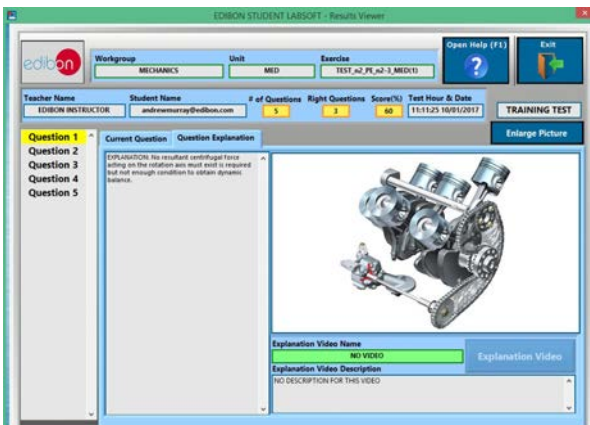 EDIBON STUDENT LABSOFT - Results Viewer
edibon
Workgroup
MECHANICS
Unit
MED
Exercise
TEST_n2_PE_n2-3_MED(1)
Open Help (F1)
?
Exit
Teacher Name
EDIBON INSTRUCTOR
Student Name
andrewmurray@edibon.com
# of Questions
5
Right Questions
3
Score(%)
60
Test Hour & Date
11:11:25 10/01/2017
TRAINING TEST
Question 1
Question 2
Question 3
Question 4
Question 5
Current Question
Question Explanation
Enlarge Picture
EXPLANATION: No resultant centrifugal force
acting on the rotation axis must exist is required
but not enough condition to obtain dynamic
balance.
Explanation Video Name
NO VIDEO
Explanation Video
Explanation Video Description
NO DESCRIPTION FOR THIS VIDEO